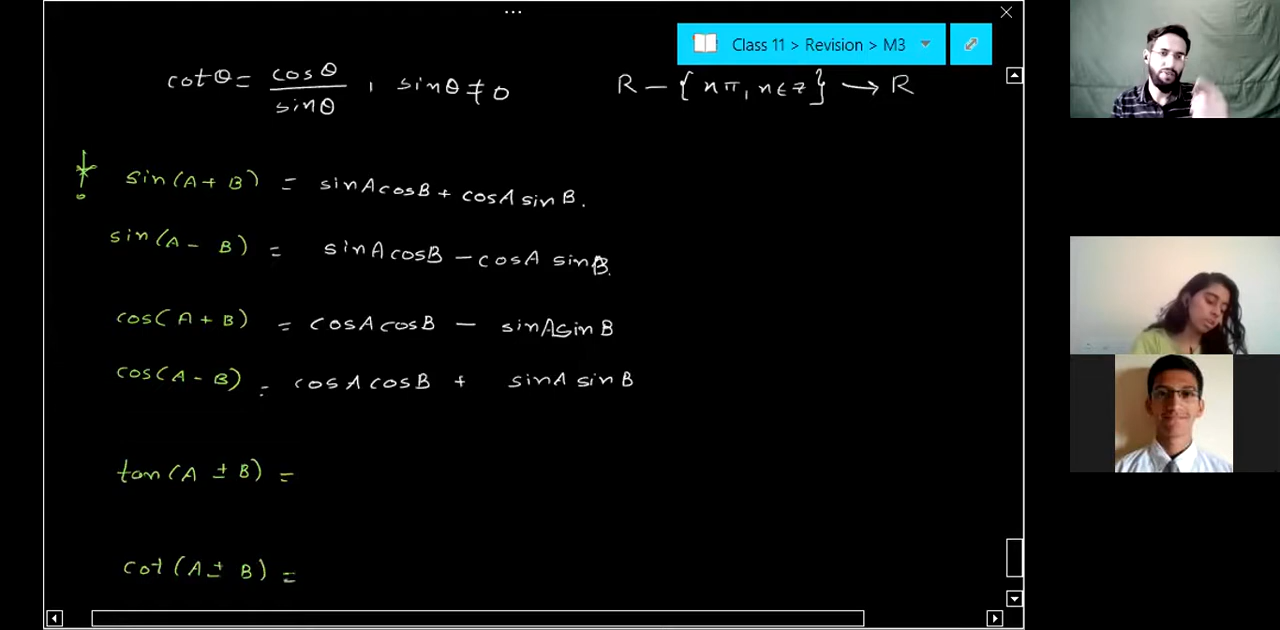 Class 11 > Revision > M3
cotθ = cosθ / sinθ , sinθ ≠ 0 R - { nπ, n∈z } → R
sin(A + B) = sinAcosB + cosA sinB.
sin(A - B) = sinAcosB - cosA sinB.
cos(A + B) = cosAcosB - sinAsinB
cos(A - B) = cosAcosB + sinA sinB
tan(A ± B) =
cot(A ± B) =